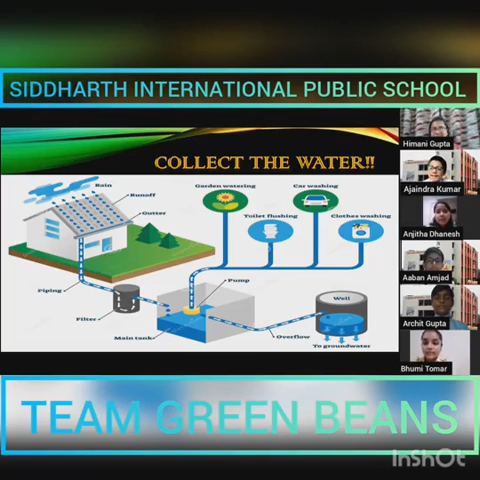 SIDDHARTH INTERNATIONAL PUBLIC SCHOOL
COLLECT THE WATER!!
Rain
Runoff
Gutter
Garden watering
Car washing
Toilet flushing
Clothes washing
Piping
Filter
Pump
Main tank
Well
Overflow
To groundwater
Himani Gupta
Ajaindra Kumar
Anjitha Dhanesh
Aaban Amjad
Archit Gupta
Bhumi Tomar
TEAM GREEN BEANS
InShOt